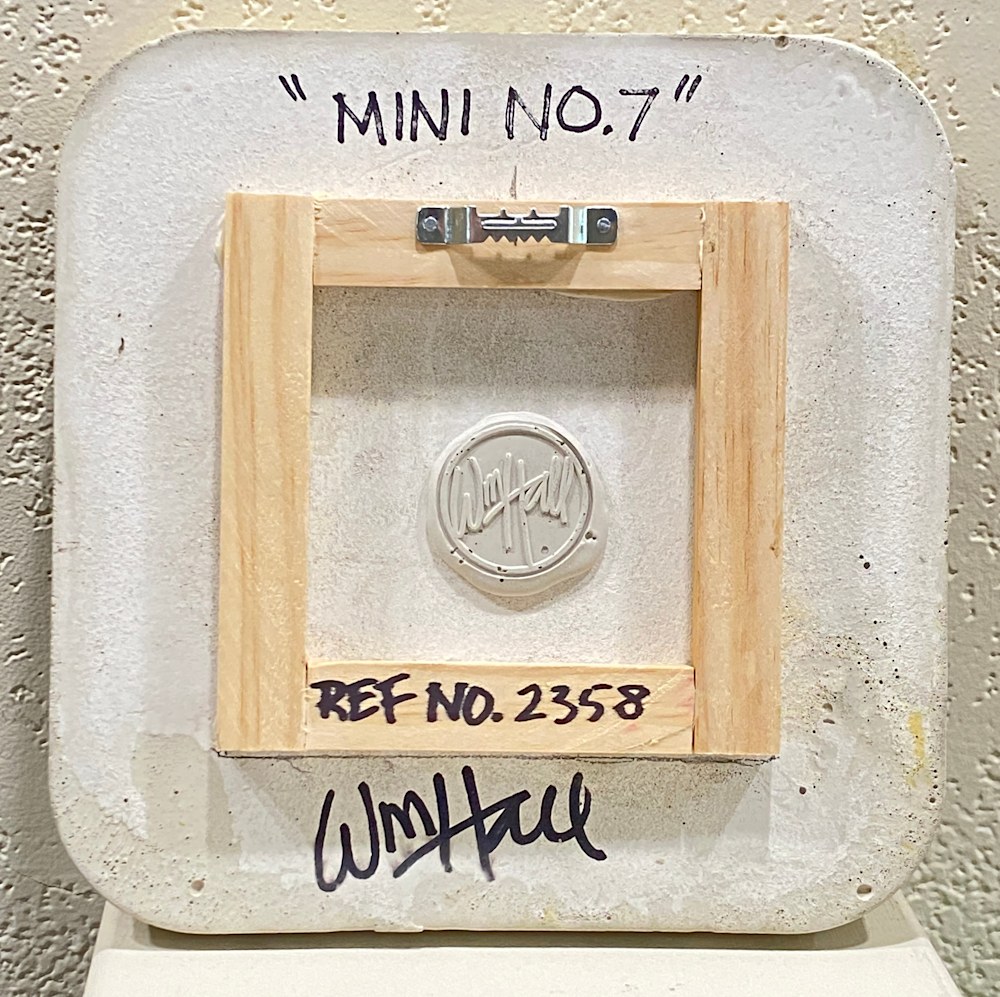 "MINI NO.7"
WmHall
REF NO. 2358
WmHall